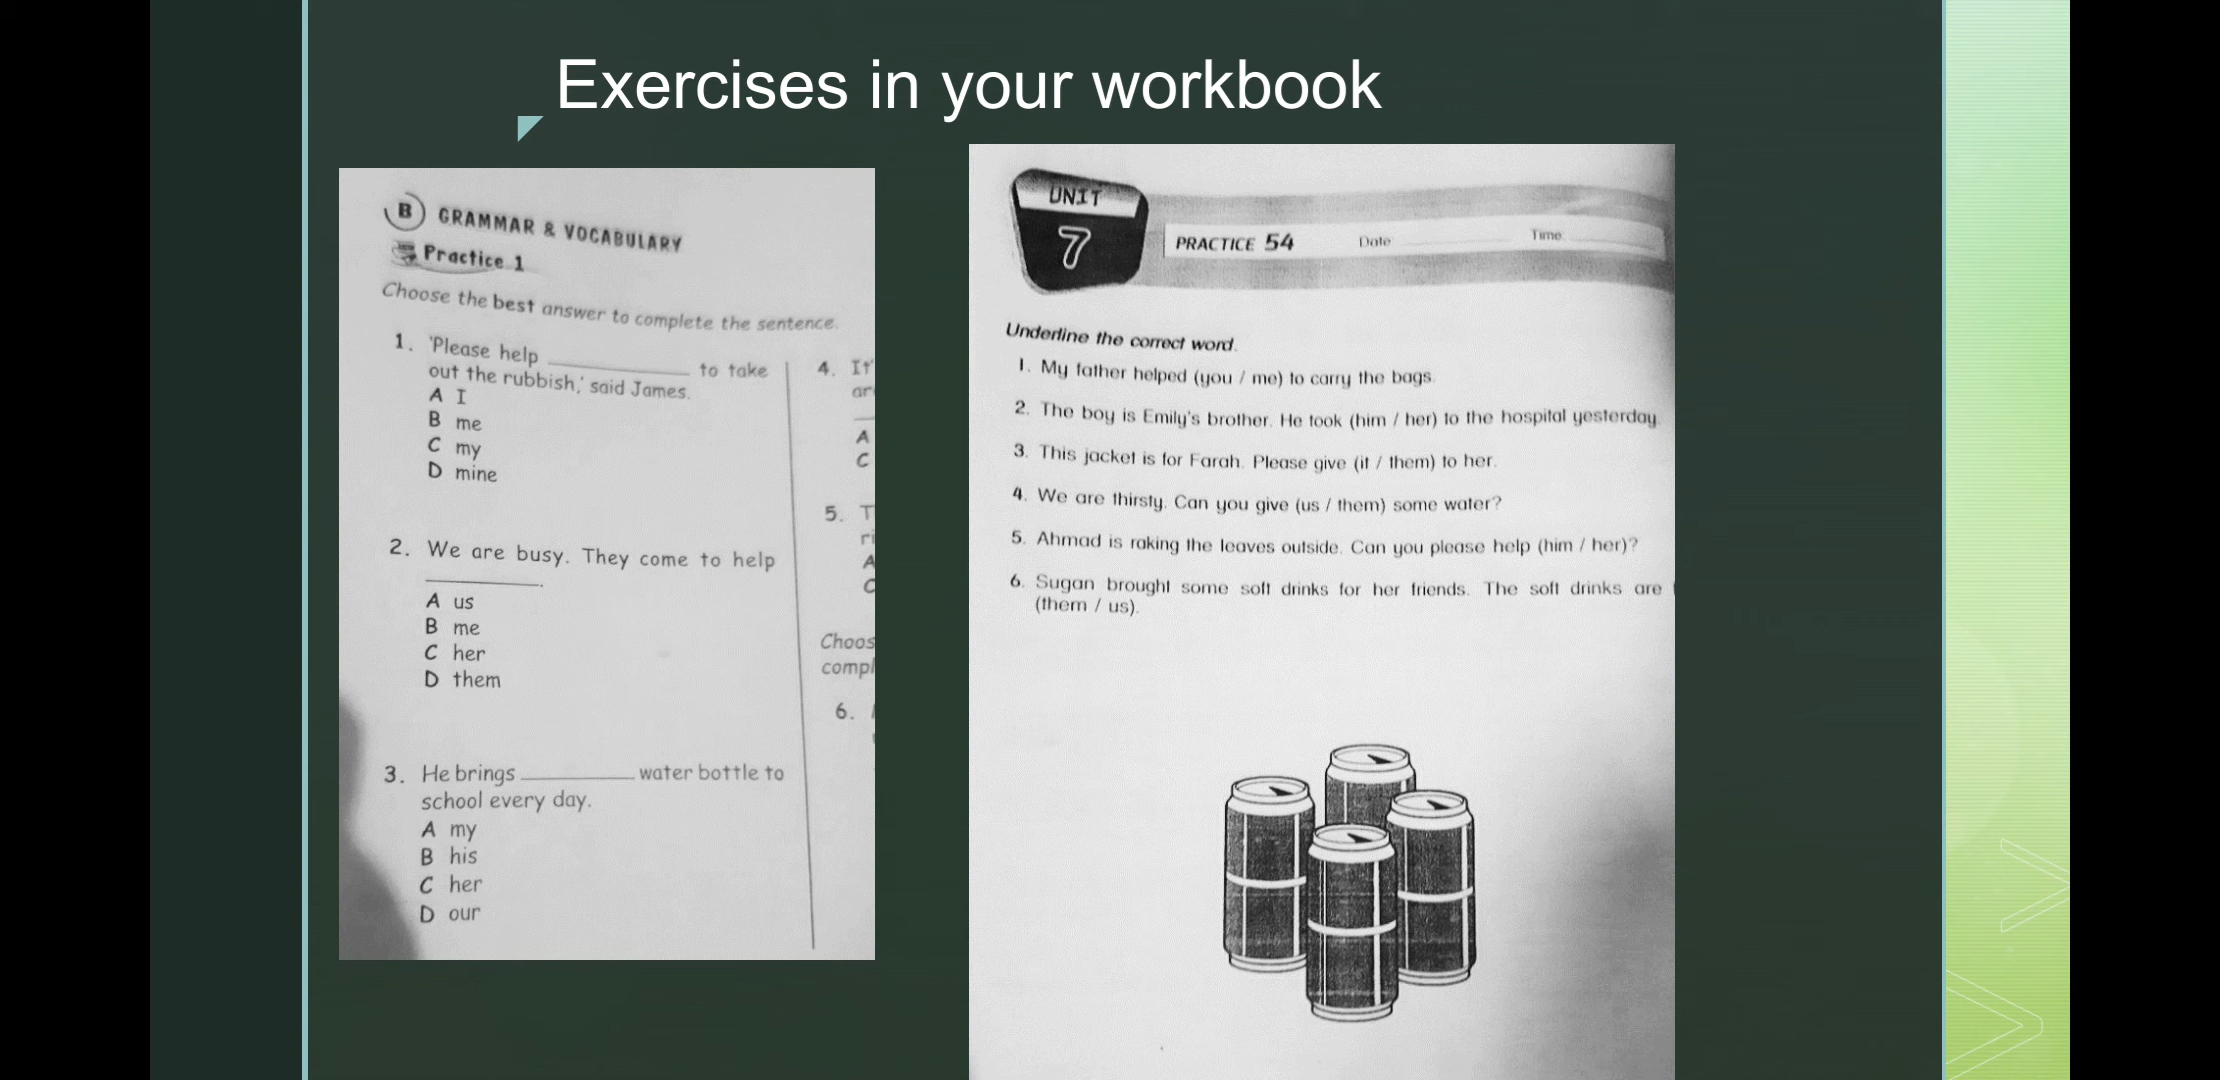 Exercises in your workbook
B GRAMMAR & VOCABULARY
Practice 1
Choose the best answer to complete the sentence.
1. 'Please help __________ to take
out the rubbish,' said James.
A I
B me
C my
D mine
2. We are busy. They come to help
__________.
A us
B me
C her
D them
3. He brings __________ water bottle to
school every day.
A my
B his
C her
D our
4. It'
A
C
5.
A
C
6.
UNIT
7
PRACTICE 54 Date Time
Underline the correct word.
1. My father helped (you / me) to carry the bags.
2. The boy is Emily's brother. He took (him / her) to the hospital yesterday.
3. This jacket is for Farah. Please give (it / them) to her.
4. We are thirsty. Can you give (us / them) some water?
5. Ahmad is raking the leaves outside. Can you please help (him / her)?
6. Sugan brought some soft drinks for her friends. The soft drinks are
(them / us).